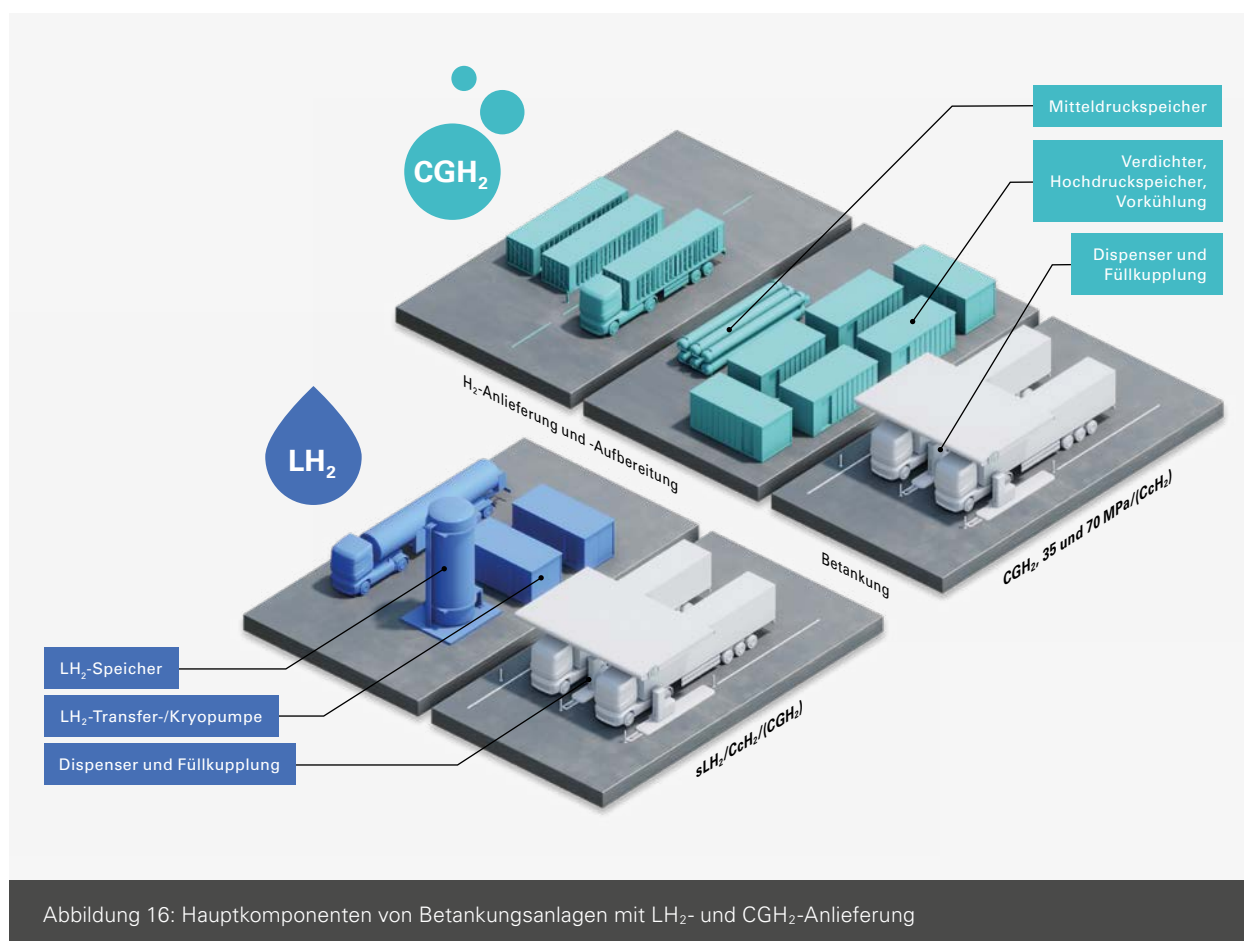 CGH₂
Mitteldruckspeicher
Verdichter,
Hochdruckspeicher,
Vorkühlung
Dispenser und
Füllkupplung
H₂-Anlieferung und -Aufbereitung
Betankung
CGH₂, 35 und 70 MPa/(CcH₂)
LH₂
LH₂-Speicher
LH₂-Transfer-/Kryopumpe
Dispenser und Füllkupplung
sLH₂/CcH₂/(CGH₂)
Abbildung 16: Hauptkomponenten von Betankungsanlagen mit LH₂- und CGH₂-Anlieferung